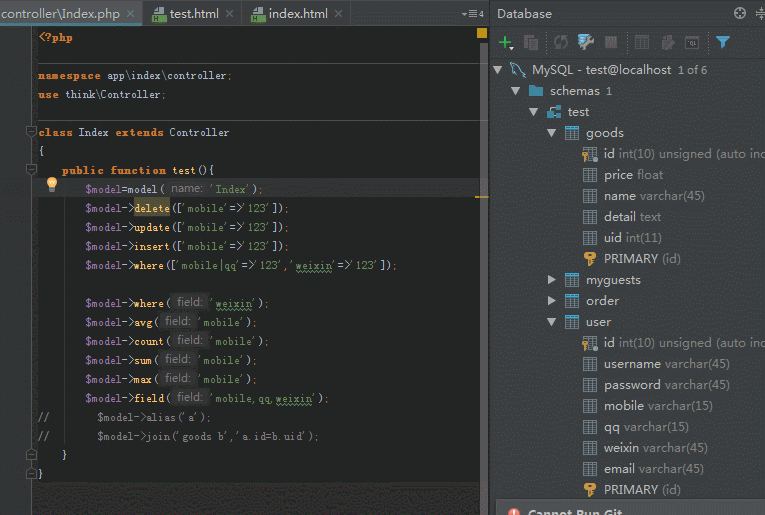 controller\Index.php
test.html
index.html
4
<?php
namespace app\index\controller;
use think\Controller;
class Index extends Controller
{
public function test(){
$model=model( name: 'Index');
$model->delete(['mobile'=>'123']);
$model->update(['mobile'=>'123']);
$model->insert(['mobile'=>'123']);
$model->where(['mobile|qq'=>'123','weixin'=>'123']);
$model->where( field: 'weixin');
$model->avg( field: 'mobile');
$model->count( field: 'mobile');
$model->sum( field: 'mobile');
$model->max( field: 'mobile');
$model->field( field: 'mobile,qq,weixin');
// $model->alias('a');
// $model->join('goods b','a.id=b.uid');
}
}
Database
MySQL - test@localhost 1 of 6
schemas 1
test
goods
id int(10) unsigned (auto inc
price float
name varchar(45)
detail text
uid int(11)
PRIMARY (id)
myguests
order
user
id int(10) unsigned (auto inc
username varchar(45)
password varchar(45)
mobile varchar(15)
qq varchar(15)
weixin varchar(45)
email varchar(45)
PRIMARY (id)
Cannot Run Git